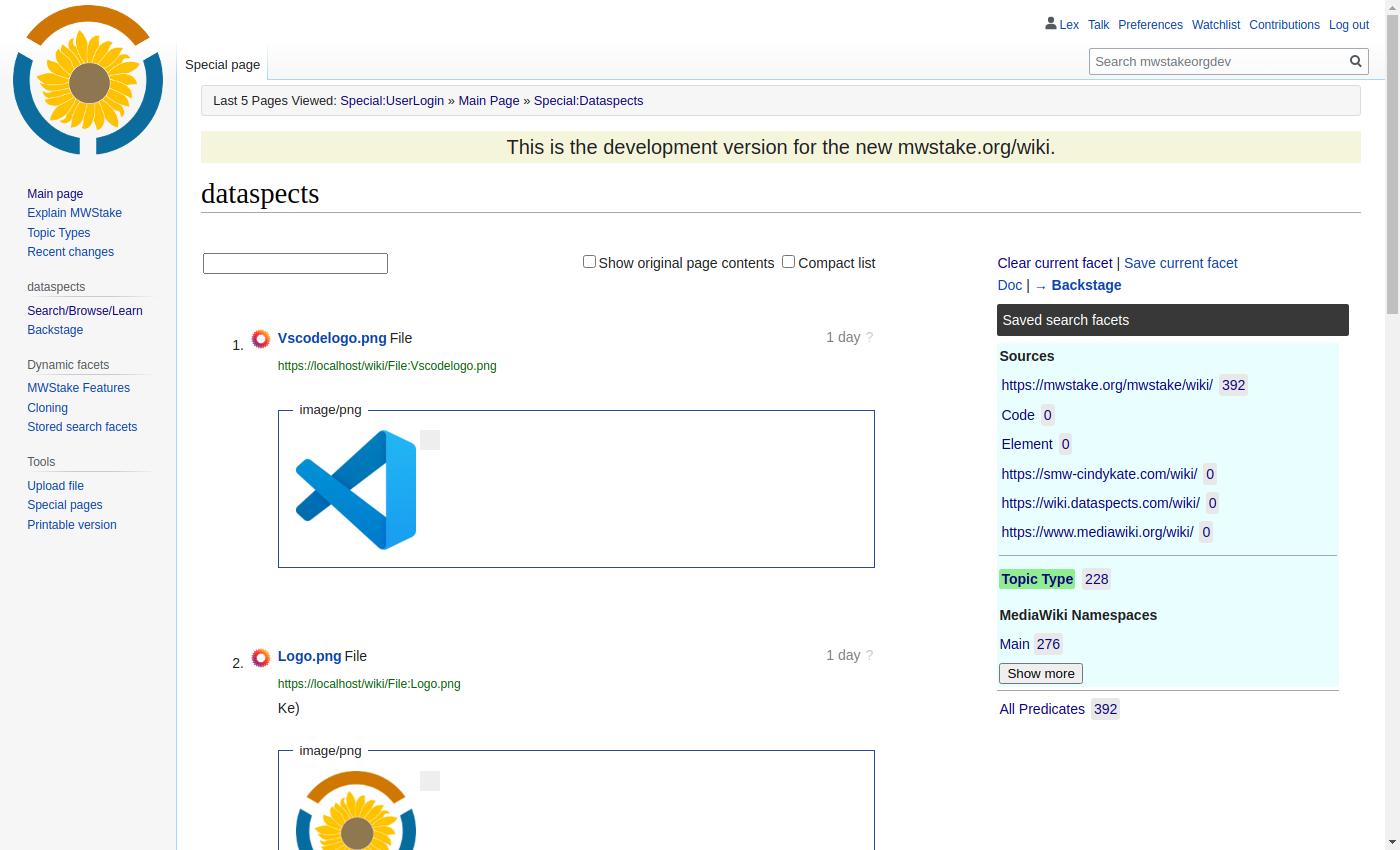 Lex Talk Preferences Watchlist Contributions Log out
Special page
Search mwstakeorgdev
Last 5 Pages Viewed: Special:UserLogin » Main Page » Special:Dataspects
This is the development version for the new mwstake.org/wiki.
dataspects
Main page
Explain MWStake
Topic Types
Recent changes
dataspects
Search/Browse/Learn
Backstage
Dynamic facets
MWStake Features
Cloning
Stored search facets
Tools
Upload file
Special pages
Printable version
Show original page contents Compact list
1. Vscodelogo.png File 1 day ?
https://localhost/wiki/File:Vscodelogo.png
image/png
2. Logo.png File 1 day ?
https://localhost/wiki/File:Logo.png
Ke)
image/png
Clear current facet | Save current facet
Doc | → Backstage
Saved search facets
Sources
https://mwstake.org/mwstake/wiki/ 392
Code 0
Element 0
https://smw-cindykate.com/wiki/ 0
https://wiki.dataspects.com/wiki/ 0
https://www.mediawiki.org/wiki/ 0
Topic Type 228
MediaWiki Namespaces
Main 276
Show more
All Predicates 392